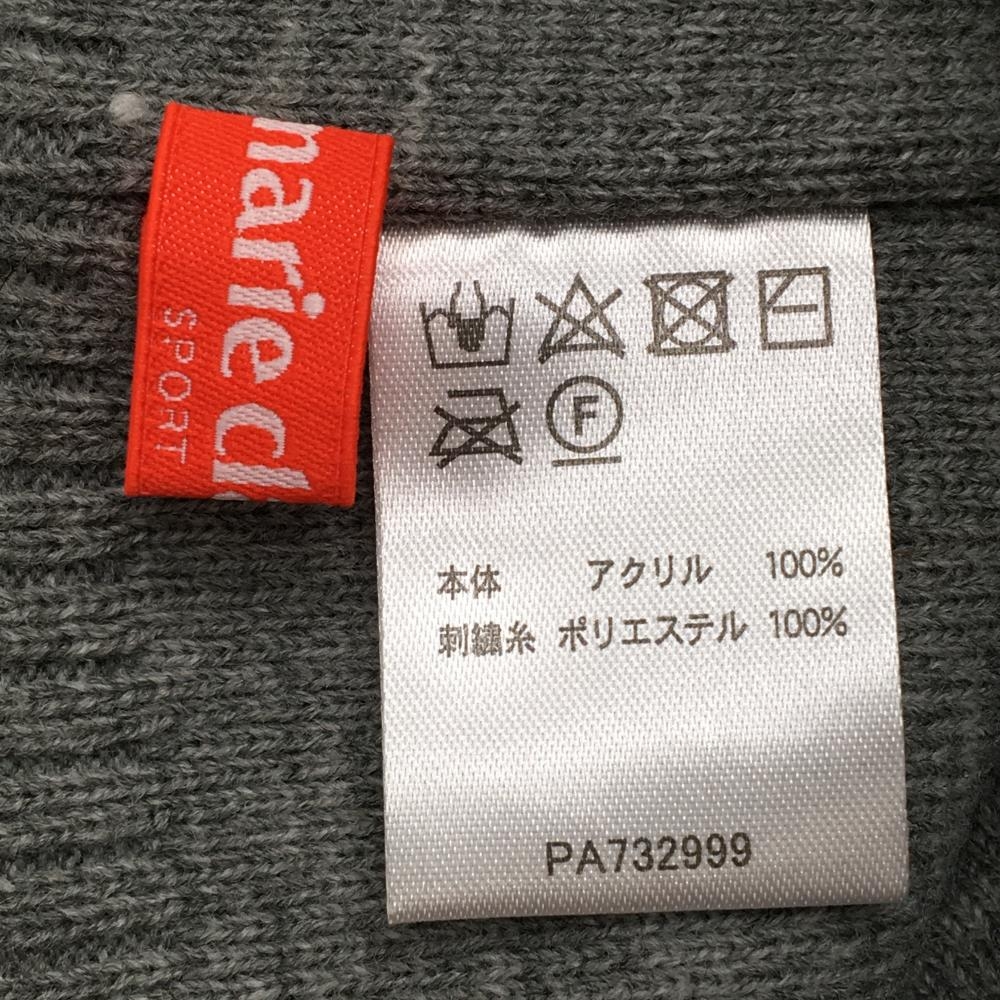 marie cl
SPORT
F
本体 アクリル 100%
刺繍糸 ポリエステル 100%
PA732999